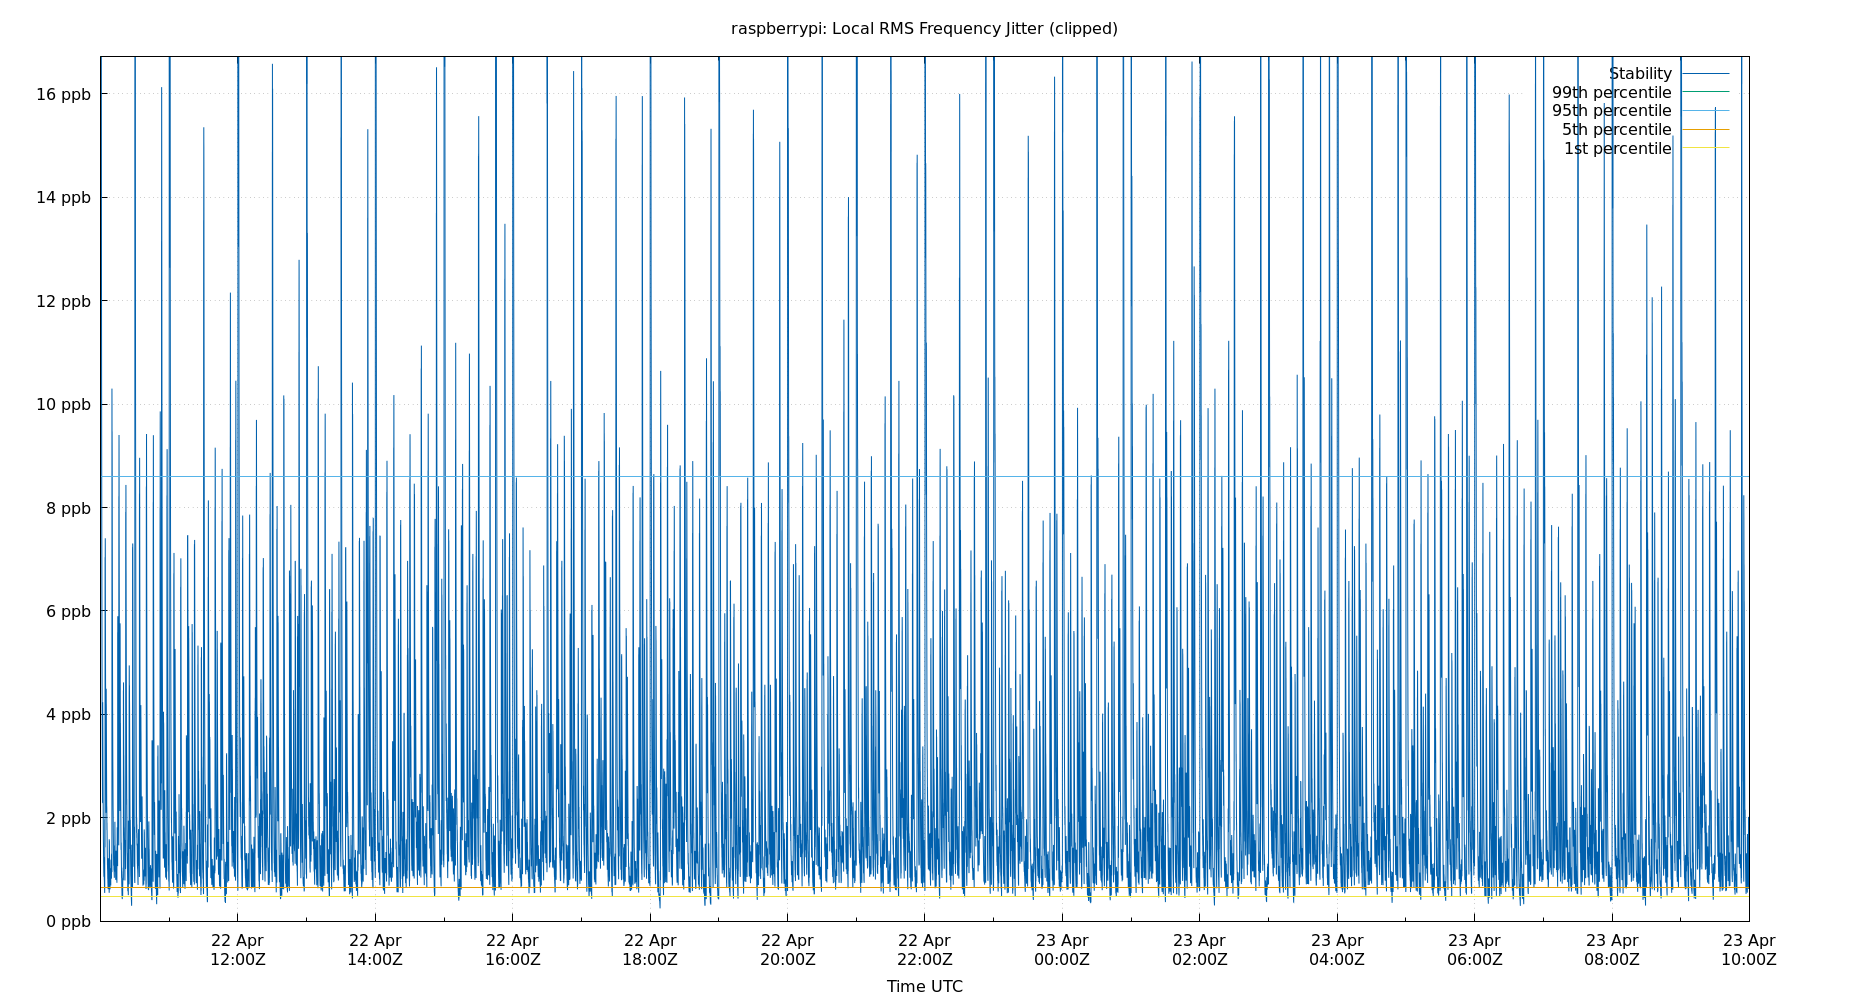 raspberrypi: Local RMS Frequency Jitter (clipped)
Stability
99th percentile
95th percentile
5th percentile
1st percentile
16 ppb
14 ppb
12 ppb
10 ppb
8 ppb
6 ppb
4 ppb
2 ppb
0 ppb
22 Apr
12:00Z
22 Apr
14:00Z
22 Apr
16:00Z
22 Apr
18:00Z
22 Apr
20:00Z
22 Apr
22:00Z
23 Apr
00:00Z
23 Apr
02:00Z
23 Apr
04:00Z
23 Apr
06:00Z
23 Apr
08:00Z
23 Apr
10:00Z
Time UTC